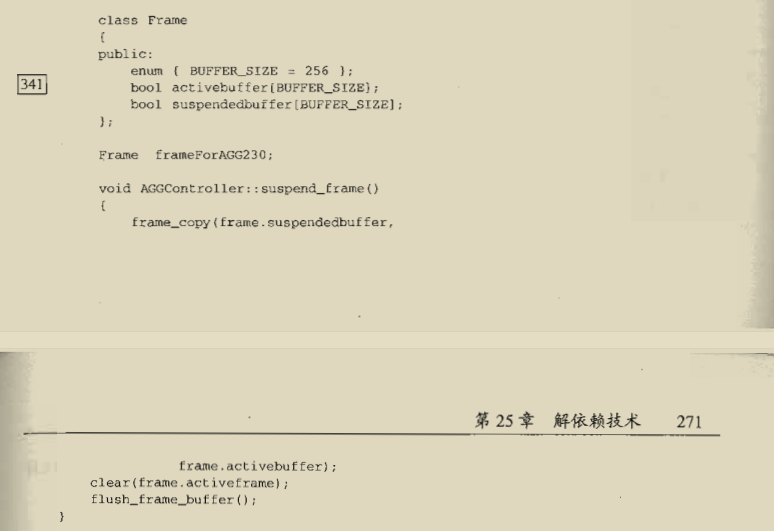 class Frame
{
public:
enum { BUFFER_SIZE = 256 };
341
bool activebuffer[BUFFER_SIZE];
bool suspendedbuffer[BUFFER_SIZE];
};
Frame frameForAGG230;
void AGGController::suspend_frame()
{
frame_copy(frame.suspendedbuffer,
第 25 章 解依赖技术 271
frame.activebuffer);
clear(frame.activeframe);
flush_frame_buffer();
}